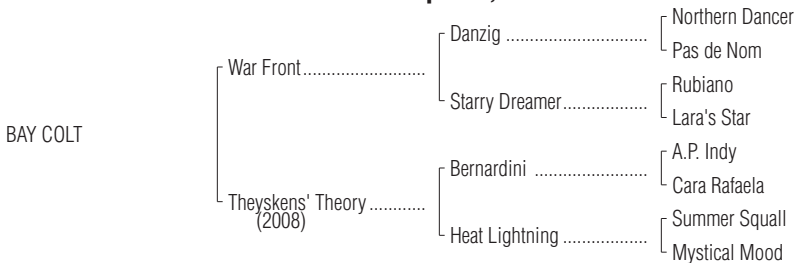 Northern Dancer
Danzig ................................
Pas de Nom
War Front ...........................
Rubiano
Starry Dreamer...................
Lara's Star
BAY COLT
A.P. Indy
Bernardini .........................
Cara Rafaela
Theyskens' Theory ............
(2008)
Summer Squall
Heat Lightning ...................
Mystical Mood